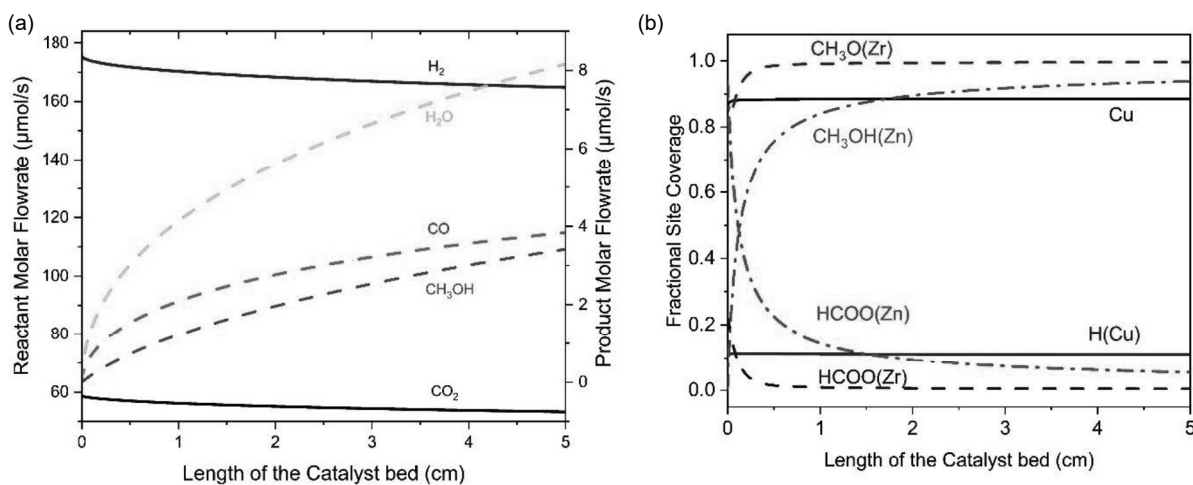 (a)
180
160
140
120
100
80
60
Reactant Molar Flowrate (μmol/s)
H₂
H₂O
CO
CH₃OH
CO₂
8
6
4
2
0
Product Molar Flowrate (μmol/s)
0 1 2 3 4 5
Length of the Catalyst bed (cm)
(b)
1.0
0.8
0.6
0.4
0.2
0.0
Fractional Site Coverage
CH₃O(Zr)
Cu
CH₃OH(Zn)
HCOO(Zn)
H(Cu)
HCOO(Zr)
0 1 2 3 4 5
Length of the Catalyst bed (cm)